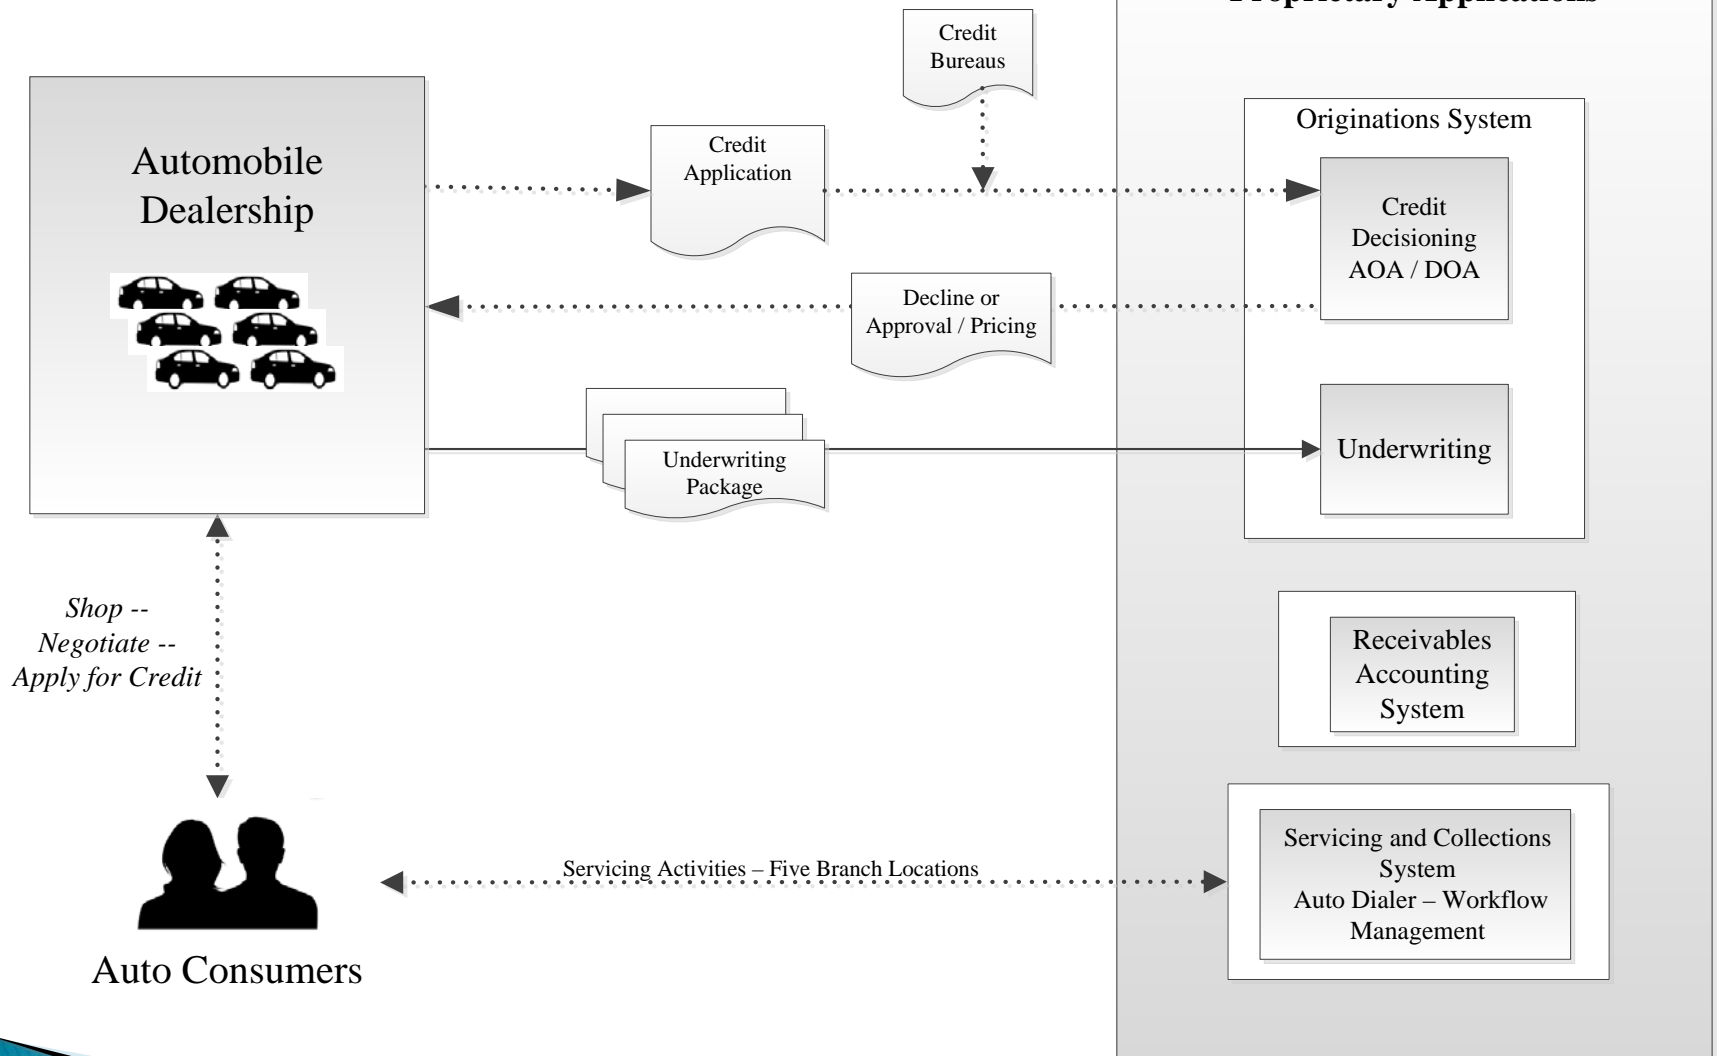 Proprietary Applications
Credit
Bureaus
Originations System
Automobile
Dealership
Credit
Application
Credit
Decisioning
AOA / DOA
Decline or
Approval / Pricing
Underwriting
Package
Underwriting
Shop --
Negotiate --
Apply for Credit
Receivables
Accounting
System
Servicing Activities – Five Branch Locations
Servicing and Collections
System
Auto Dialer – Workflow
Management
Auto Consumers